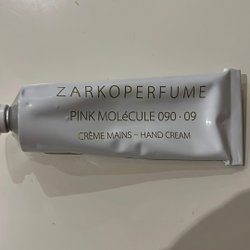 ZARKOPERFUME
PINK MOLéCULE 090 · 09
CRÈME MAINS – HAND CREAM